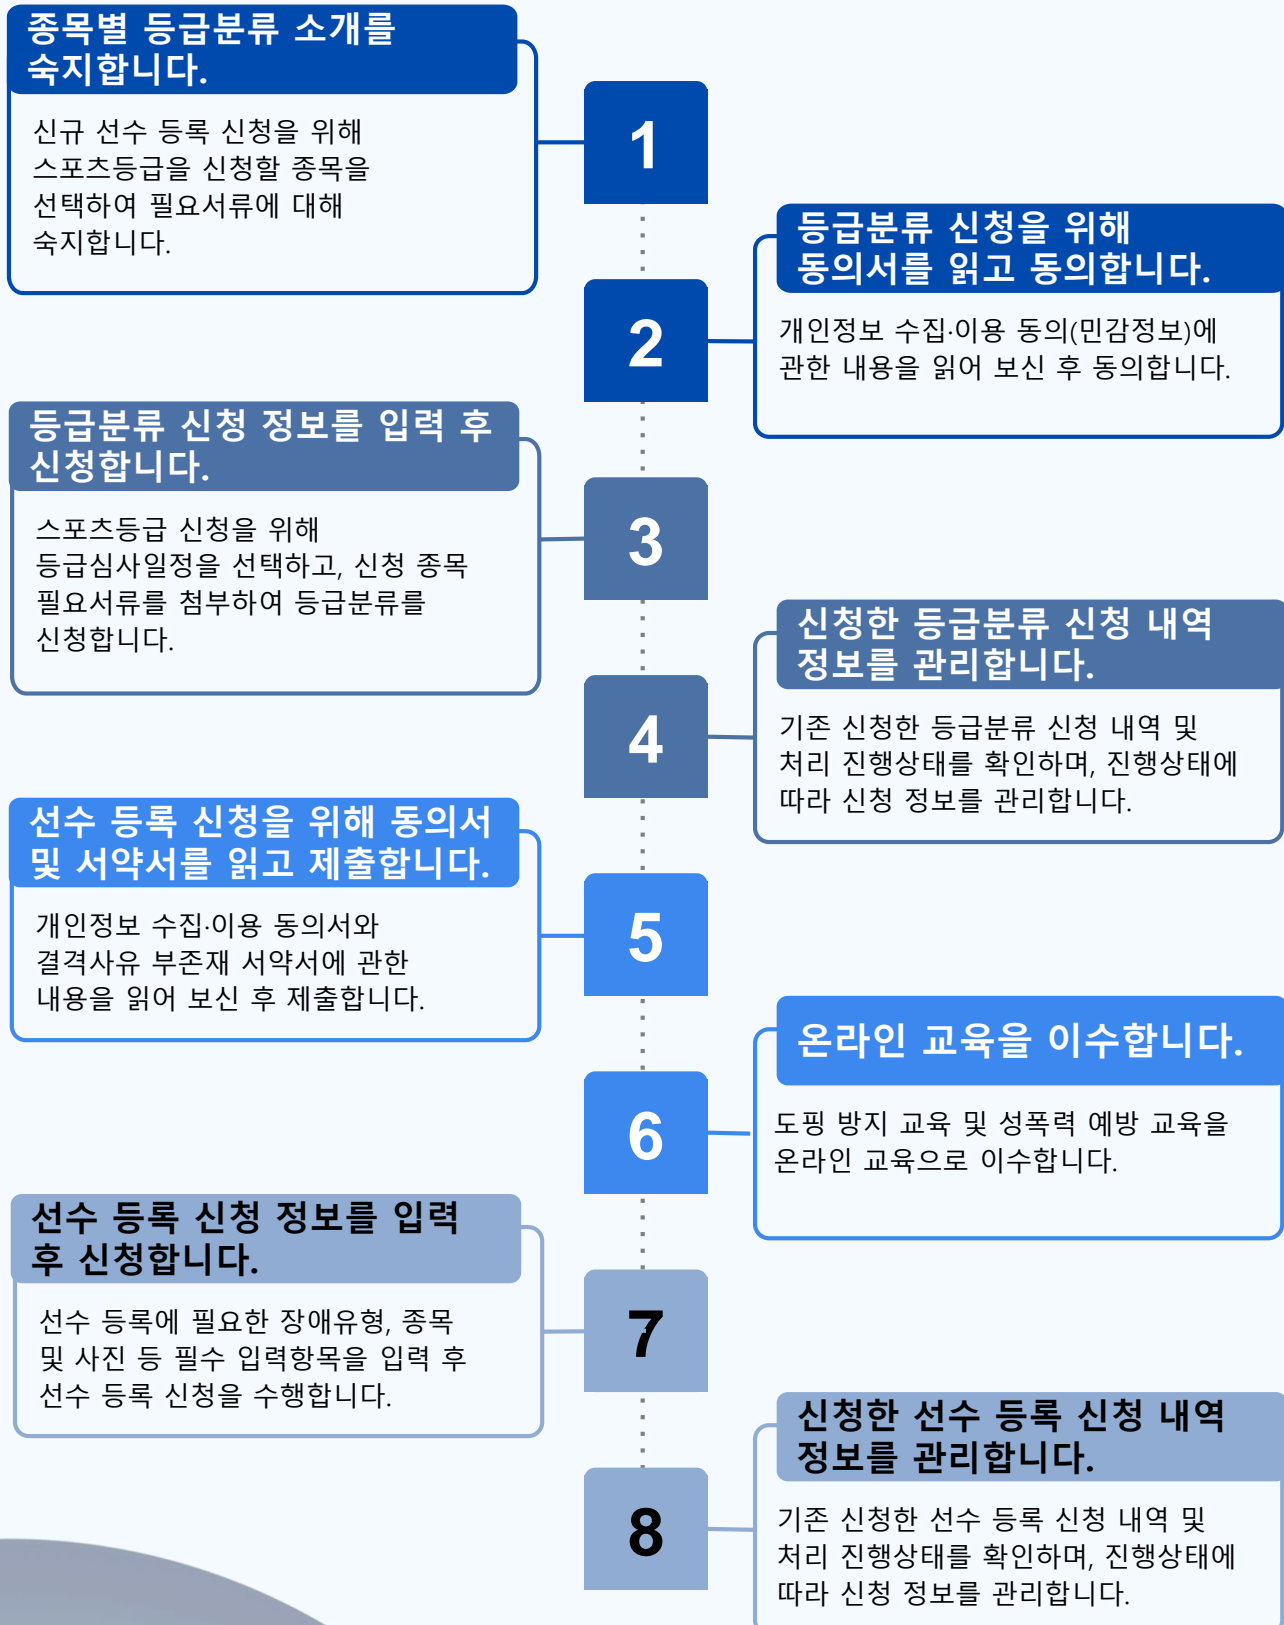 종목별 등급분류 소개를
숙지합니다.
신규 선수 등록 신청을 위해
스포츠등급을 신청할 종목을
선택하여 필요서류에 대해
숙지합니다.
1
등급분류 신청을 위해
동의서를 읽고 동의합니다.
개인정보 수집·이용 동의(민감정보)에
관한 내용을 읽어 보신 후 동의합니다.
2
등급분류 신청 정보를 입력 후
신청합니다.
스포츠등급 신청을 위해
등급심사일정을 선택하고, 신청 종목
필요서류를 첨부하여 등급분류를
신청합니다.
3
신청한 등급분류 신청 내역
정보를 관리합니다.
기존 신청한 등급분류 신청 내역 및
처리 진행상태를 확인하며, 진행상태에
따라 신청 정보를 관리합니다.
4
선수 등록 신청을 위해 동의서
및 서약서를 읽고 제출합니다.
개인정보 수집·이용 동의서와
결격사유 부존재 서약서에 관한
내용을 읽어 보신 후 제출합니다.
5
온라인 교육을 이수합니다.
도핑 방지 교육 및 성폭력 예방 교육을
온라인 교육으로 이수합니다.
6
선수 등록 신청 정보를 입력
후 신청합니다.
선수 등록에 필요한 장애유형, 종목
및 사진 등 필수 입력항목을 입력 후
선수 등록 신청을 수행합니다.
7
신청한 선수 등록 신청 내역
정보를 관리합니다.
기존 신청한 선수 등록 신청 내역 및
처리 진행상태를 확인하며, 진행상태에
따라 신청 정보를 관리합니다.
8